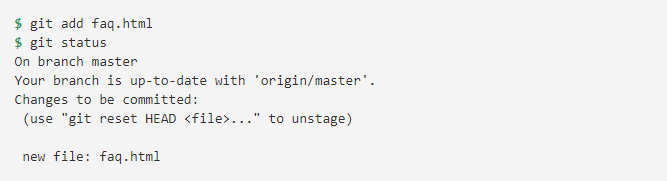 $ git add faq.html
$ git status
On branch master
Your branch is up-to-date with 'origin/master'.
Changes to be committed:
 (use "git reset HEAD <file>..." to unstage)

 new file: faq.html